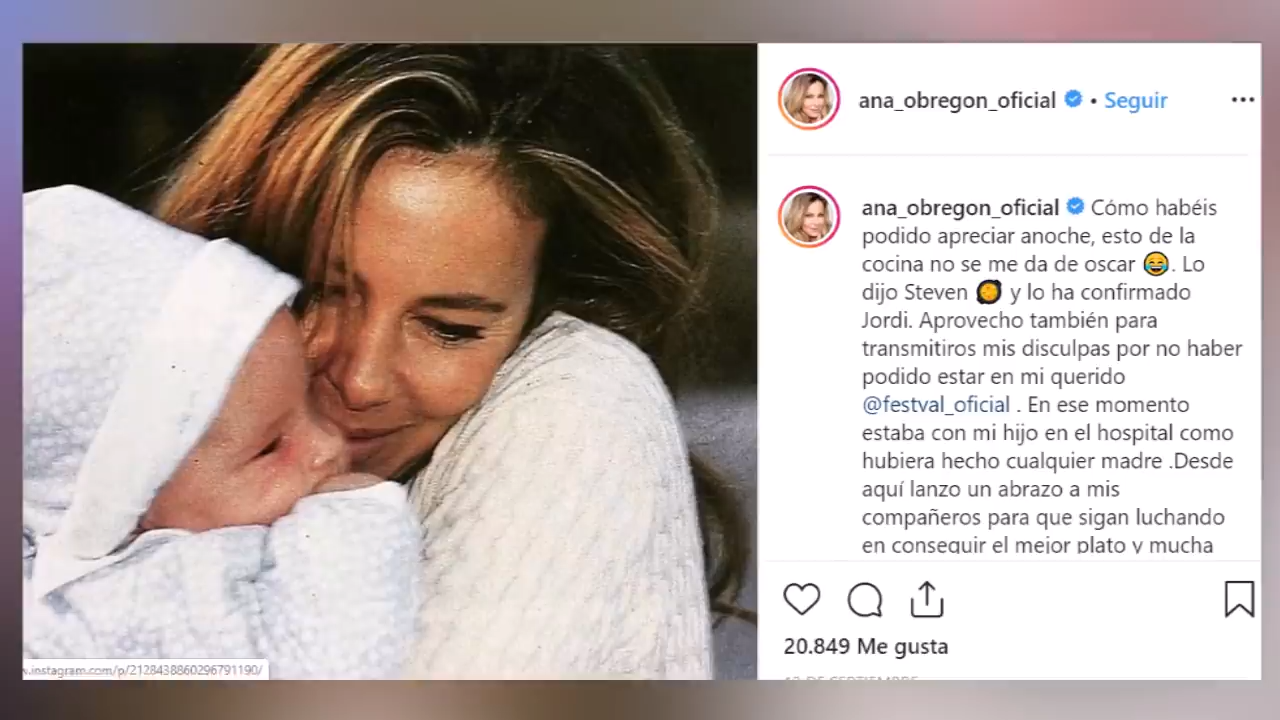 ana_obregon_oficial • Seguir
ana_obregon_oficial Cómo habéis
podido apreciar anoche, esto de la
cocina no se me da de oscar 😂. Lo
dijo Steven 🥘 y lo ha confirmado
Jordi. Aprovecho también para
transmitiros mis disculpas por no haber
podido estar en mi querido
@festval_oficial . En ese momento
estaba con mi hijo en el hospital como
hubiera hecho cualquier madre .Desde
aquí lanzo un abrazo a mis
compañeros para que sigan luchando
en conseguir el mejor plato y mucha
20.849 Me gusta
.instagram.com/p/2128438860296791190/